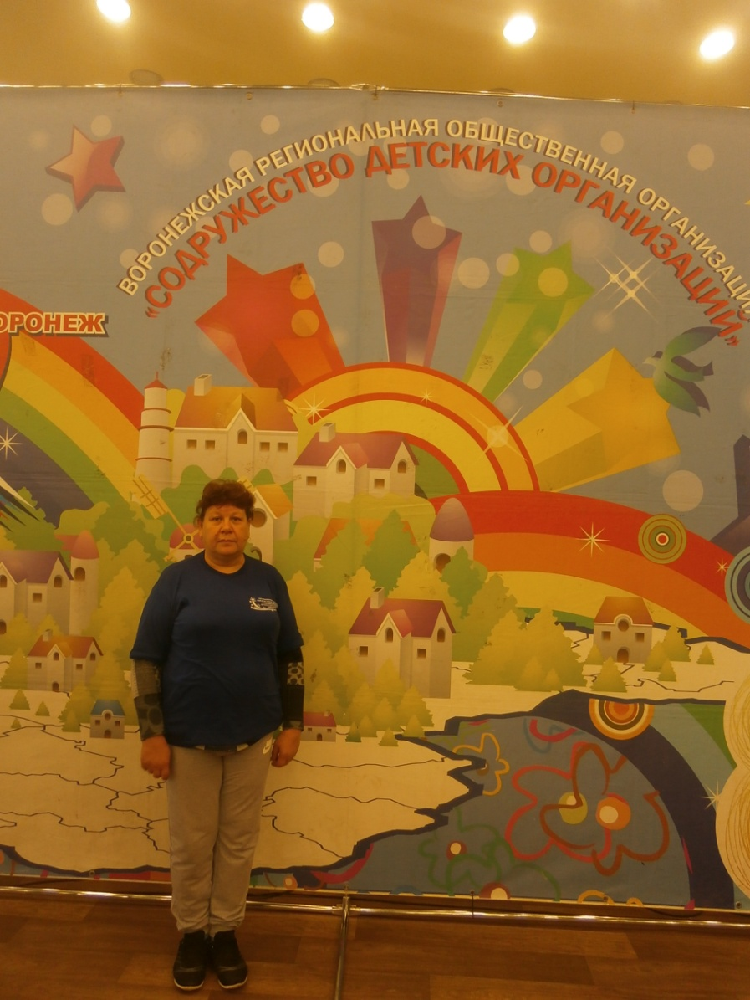 ВОРОНЕЖСКАЯ РЕГИОНАЛЬНАЯ ОБЩЕСТВЕННАЯ ОРГАНИЗАЦИЯ
"СОДРУЖЕСТВО ДЕТСКИХ ОРГАНИЗАЦИЙ"
ОРОНЕЖ